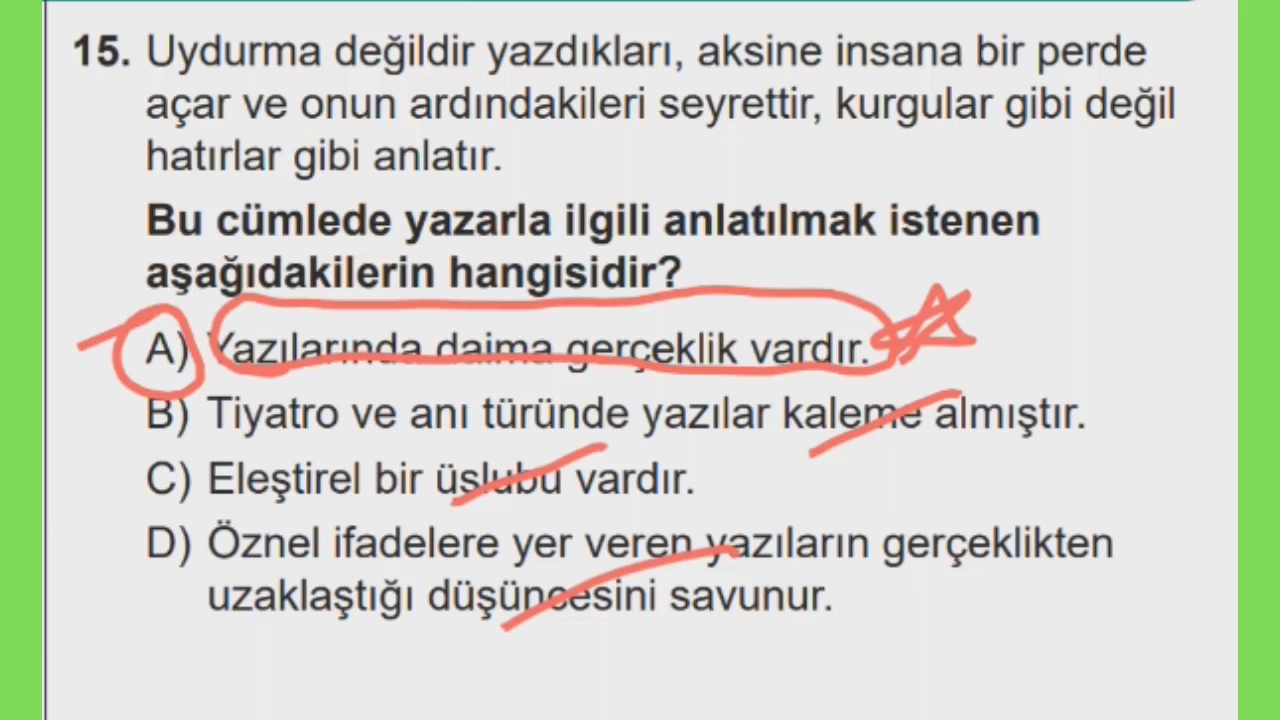 15. Uydurma değildir yazdıkları, aksine insana bir perde
açar ve onun ardındakileri seyrettir, kurgular gibi değil
hatırlar gibi anlatır.
Bu cümlede yazarla ilgili anlatılmak istenen
aşağıdakilerin hangisidir?
A) Yazılarında daima gerçeklik vardır.
B) Tiyatro ve anı türünde yazılar kaleme almıştır.
C) Eleştirel bir üslubu vardır.
D) Öznel ifadelere yer veren yazıların gerçeklikten
uzaklaştığı düşüncesini savunur.